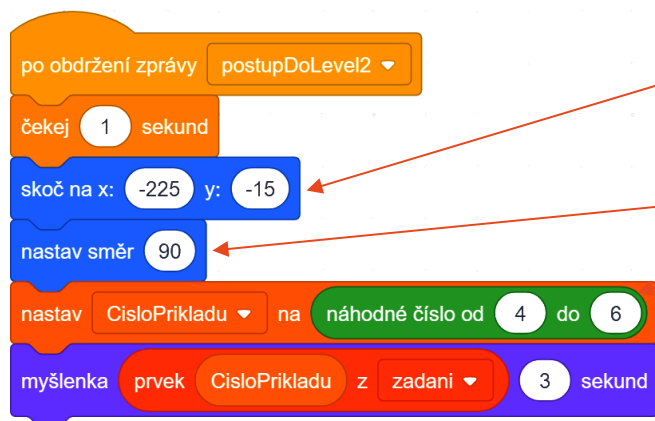 po obdržení zprávy postupDoLevel2
čekej 1 sekund
skoč na x: -225 y: -15
nastav směr 90
nastav CisloPrikladu na náhodné číslo od 4 do 6
myšlenka prvek CisloPrikladu z zadani 3 sekund